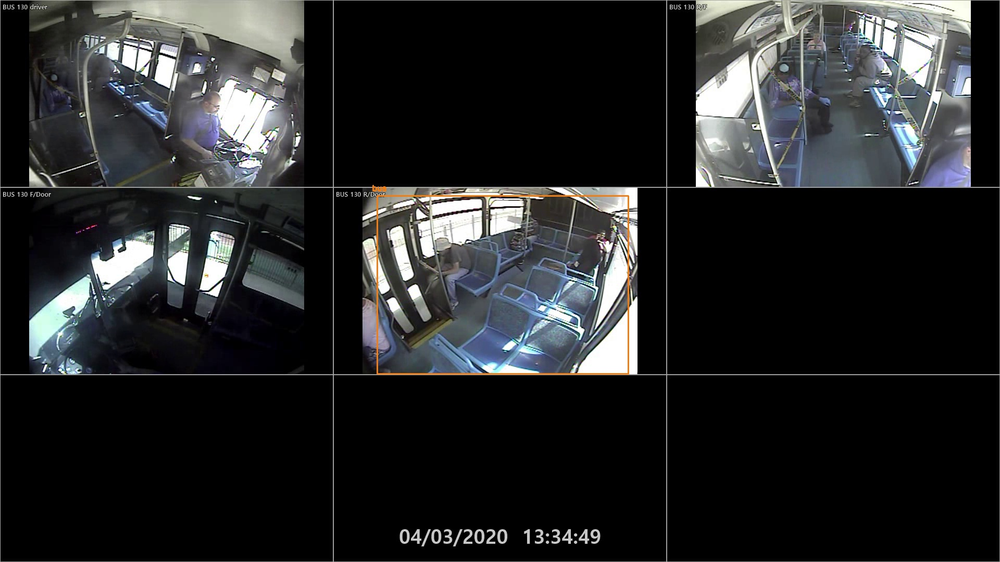 BUS 130 driver
BUS 130 R/F
BUS 130 F/Door
bus
BUS 130 R/Door
04/03/2020 13:34:49